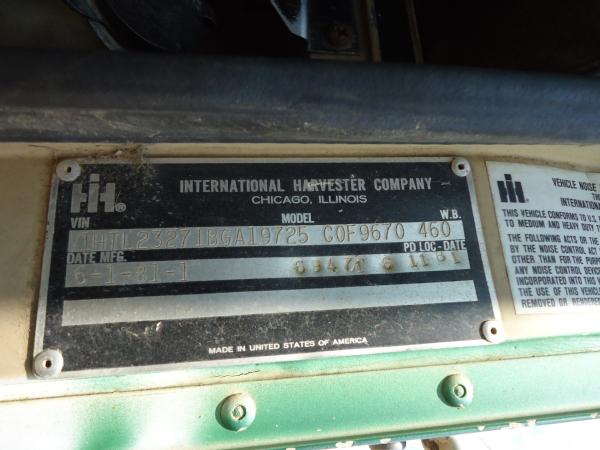 IH
INTERNATIONAL HARVESTER COMPANY
CHICAGO, ILLINOIS
VIN MODEL W.B.
1HTL23271BGA19725 COF9670 460
DATE MFG. PD LOC-DATE
6-1-81-1
MADE IN UNITED STATES OF AMERICA
IH
VEHICLE NOISE
INTERNATIONAL
THIS VEHICLE CONFORMS TO U.S.
TO MEDIUM AND HEAVY DUTY
THE FOLLOWING ACTS OR THE
BY THE NOISE CONTROL ACT
OTHER THAN FOR THE PURPO
ANY NOISE CONTROL DEVICE
INCORPORATED INTO
THE USE OF THIS VEHICLE
REMOVED OR RENDERED